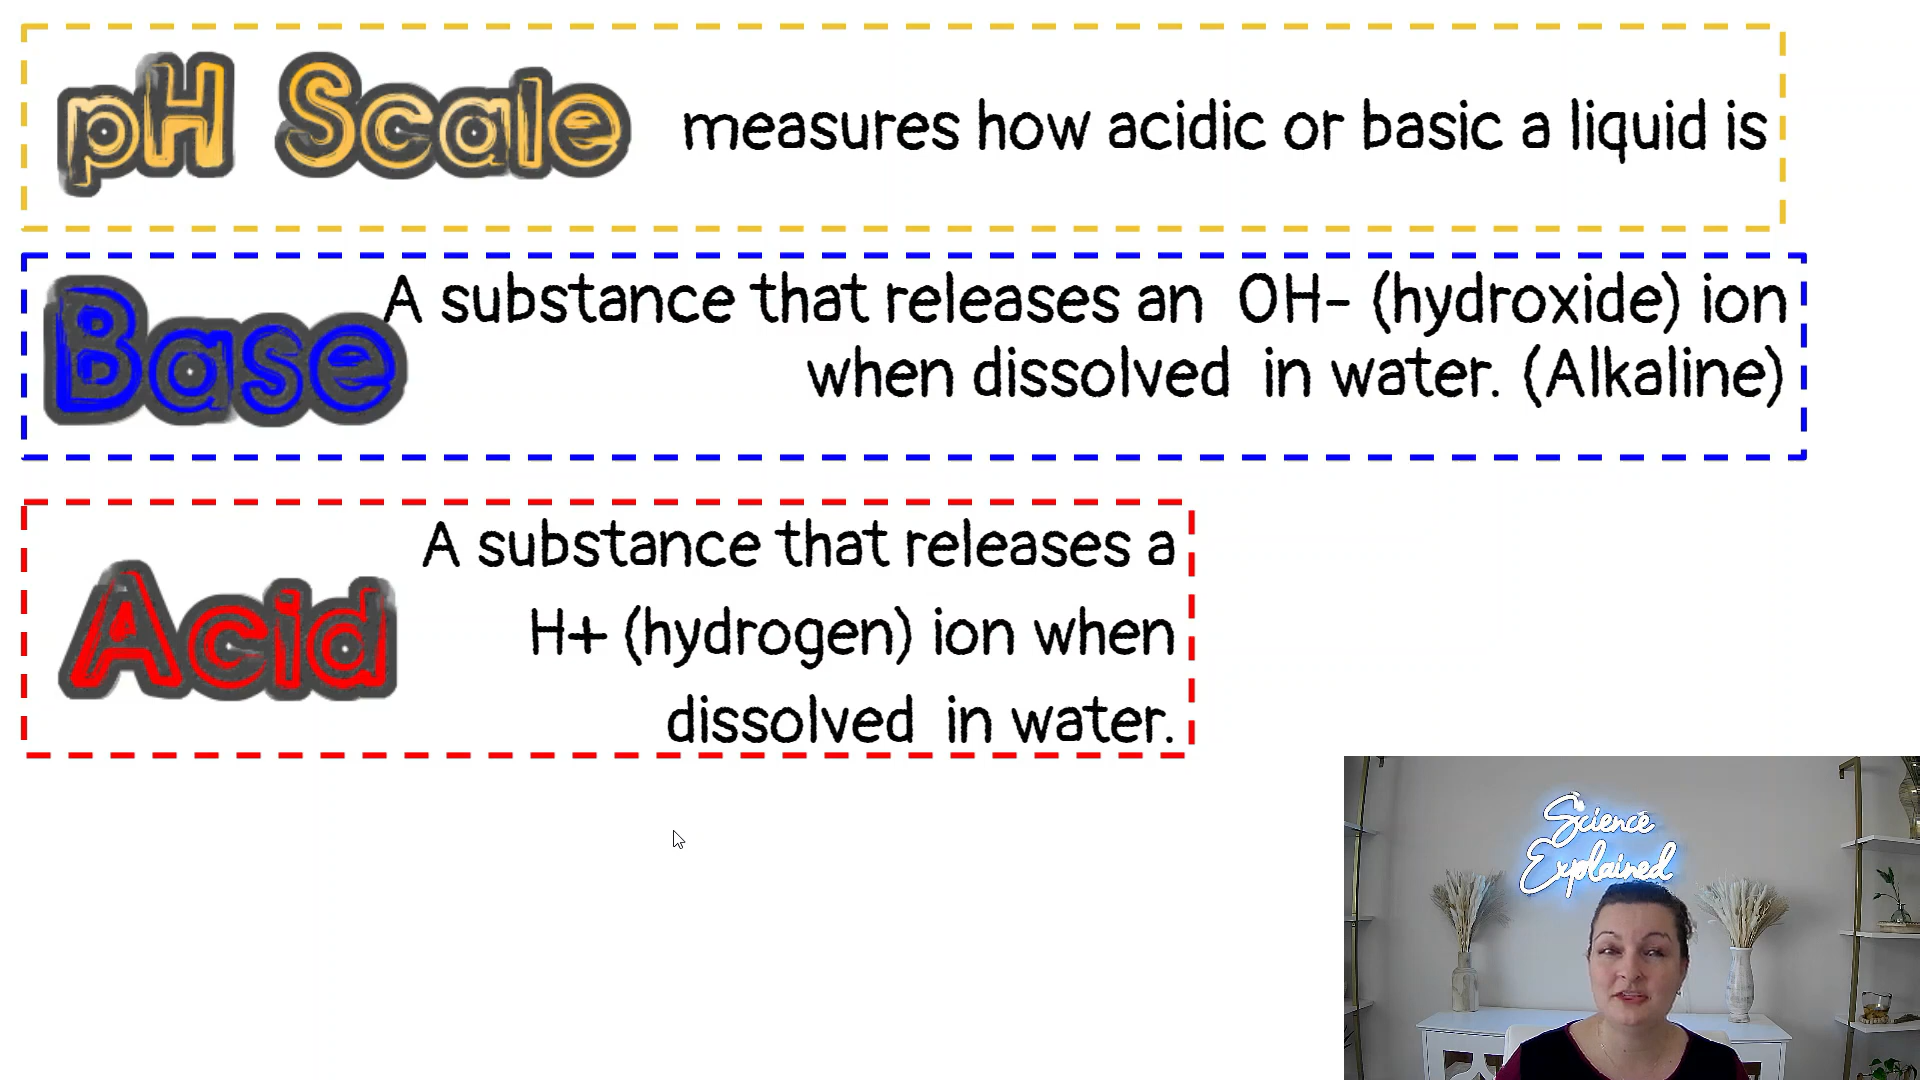 pH Scale measures how acidic or basic a liquid is
Base
A substance that releases an OH- (hydroxide) ion
when dissolved in water. (Alkaline)
Acid
A substance that releases a
H+ (hydrogen) ion when
dissolved in water.
Science
Explained